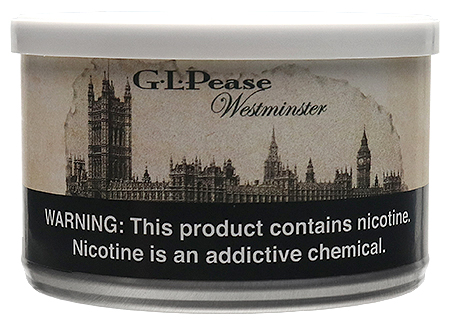 G·L·Pease
Westminster
WARNING: This product contains nicotine.
Nicotine is an addictive chemical.